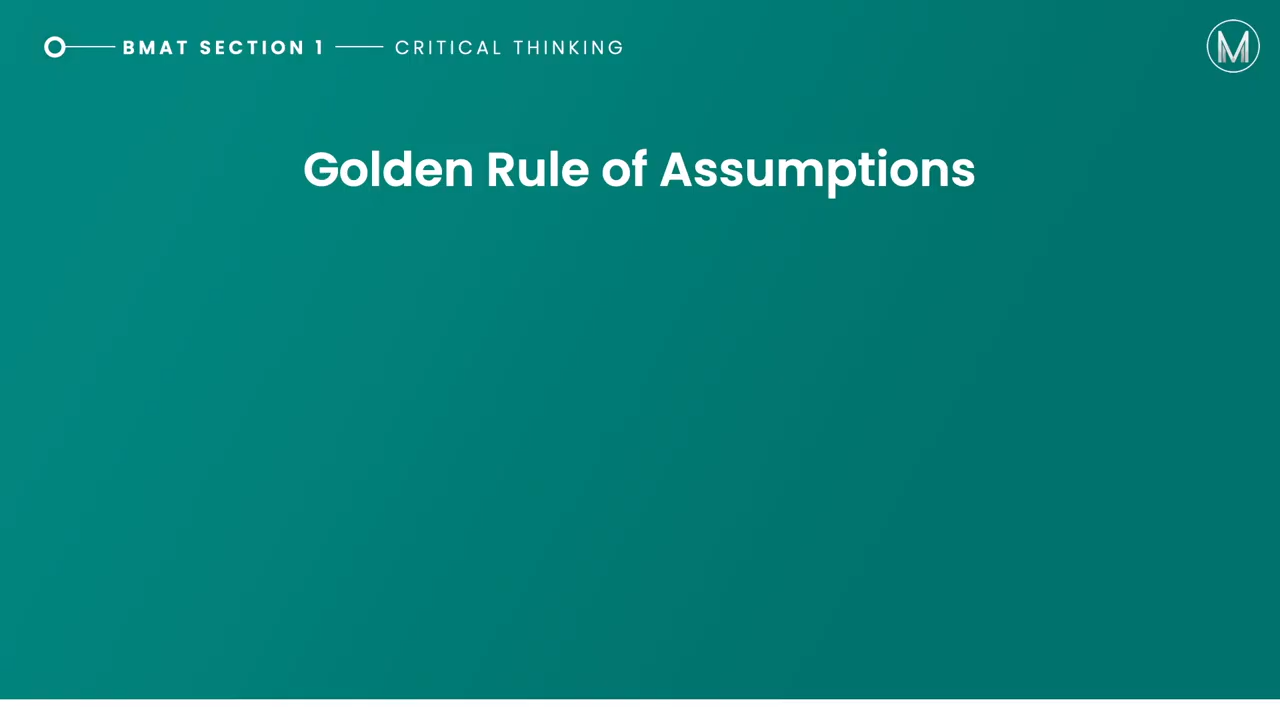 BMAT SECTION 1 CRITICAL THINKING
M
Golden Rule of Assumptions